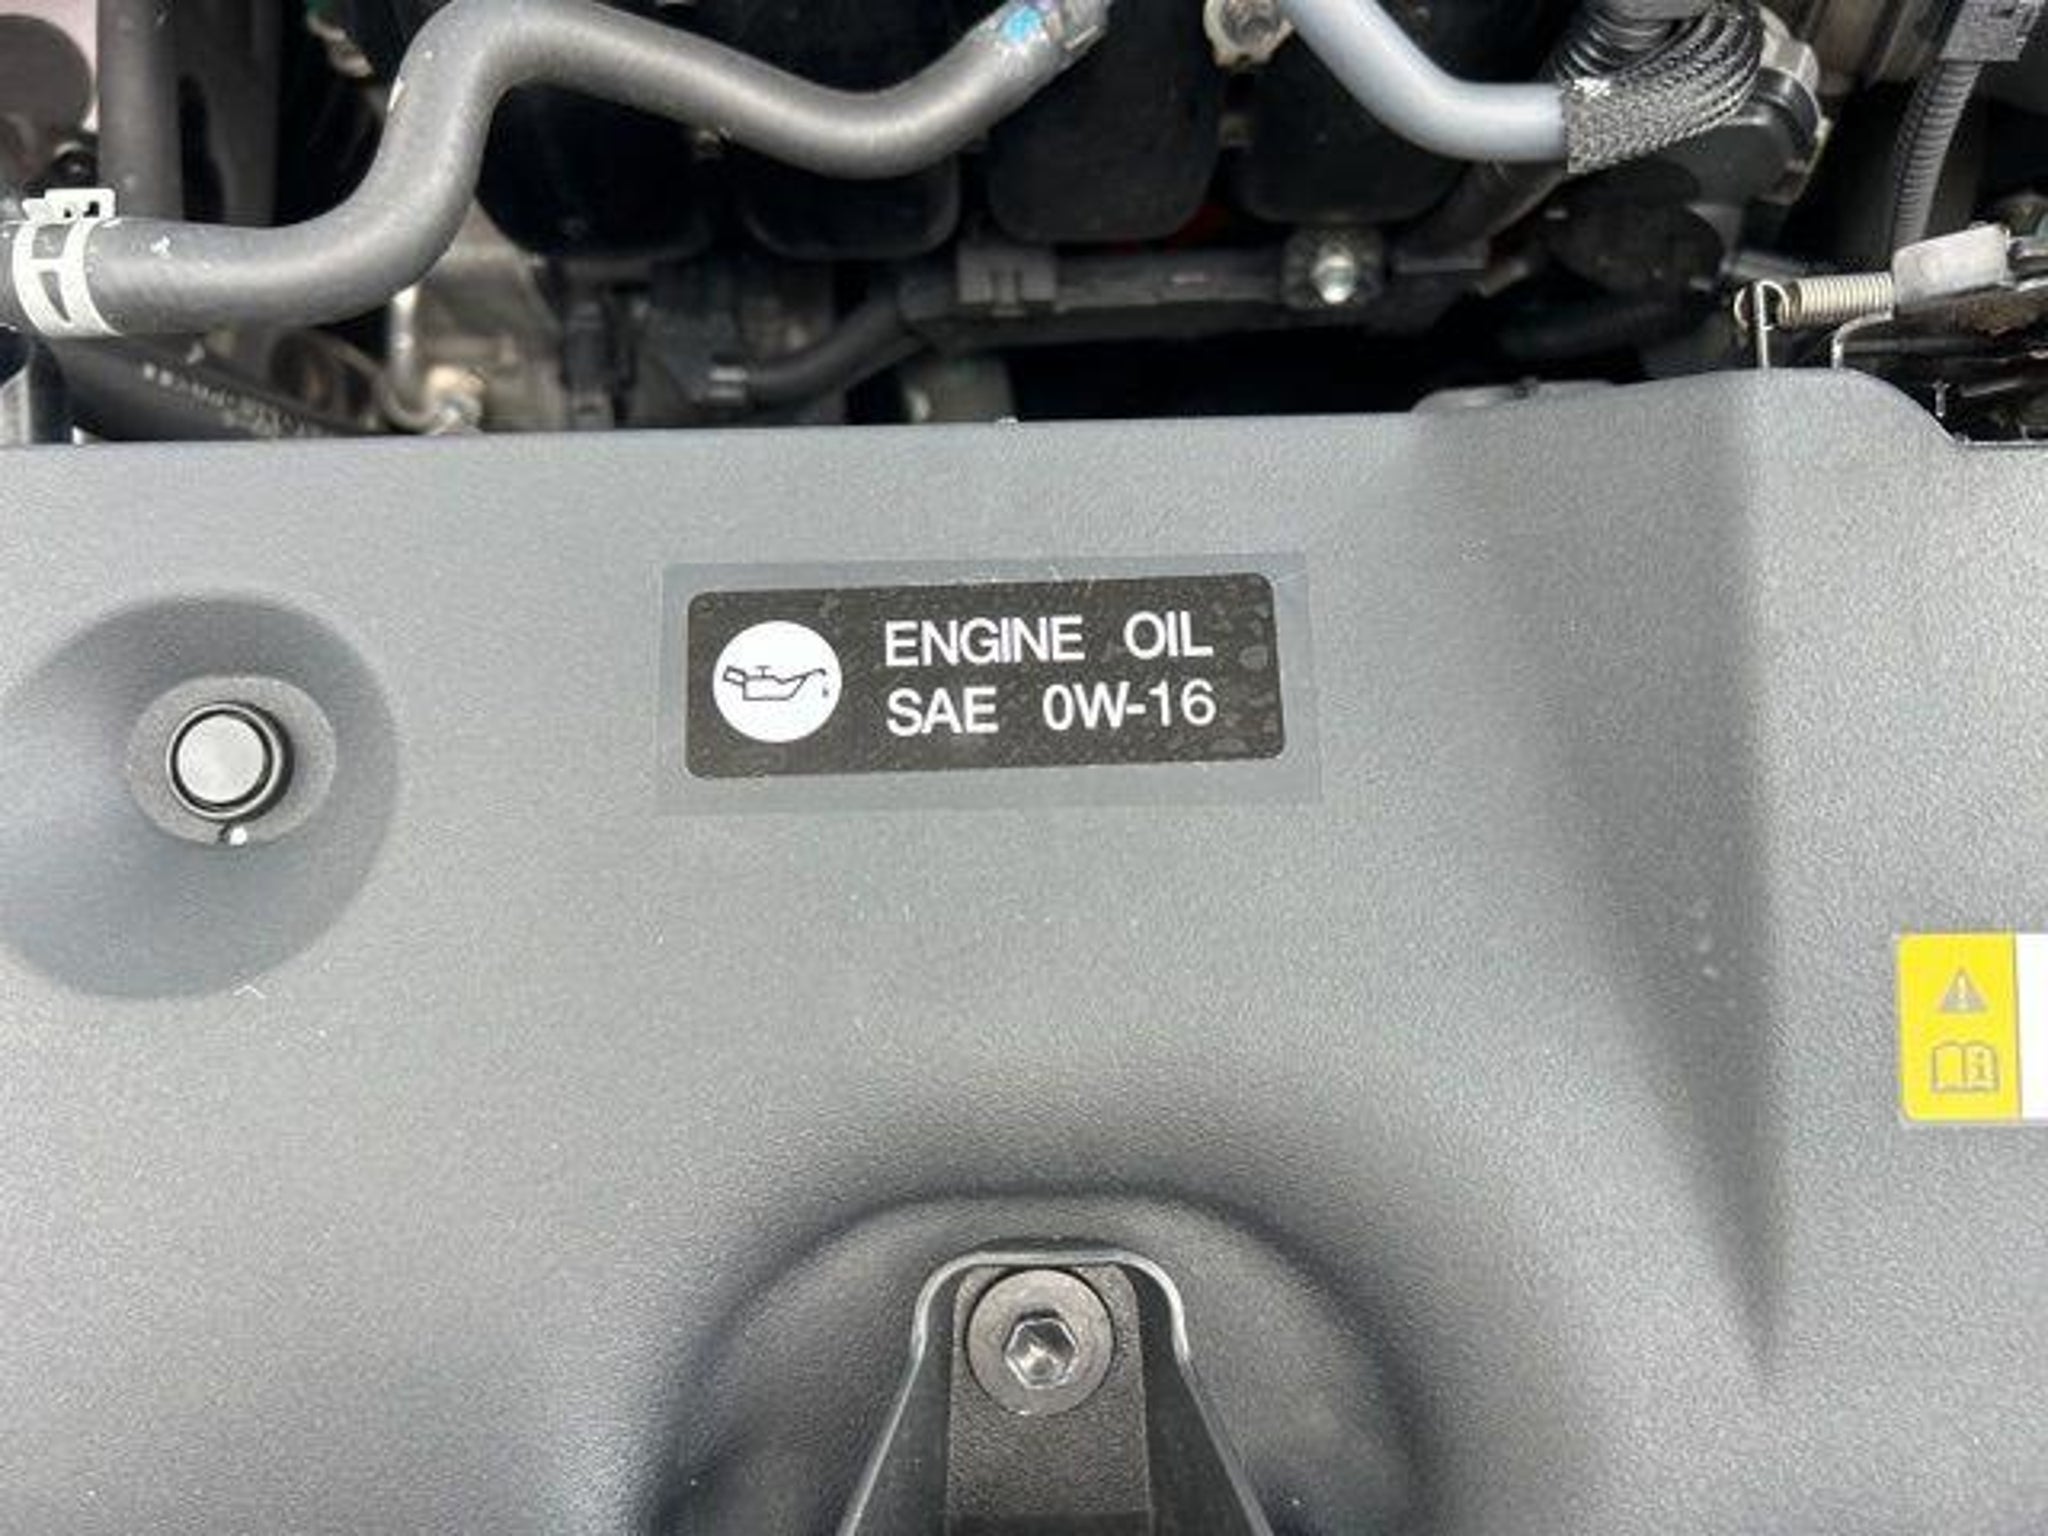 ENGINE OIL
SAE 0W-16